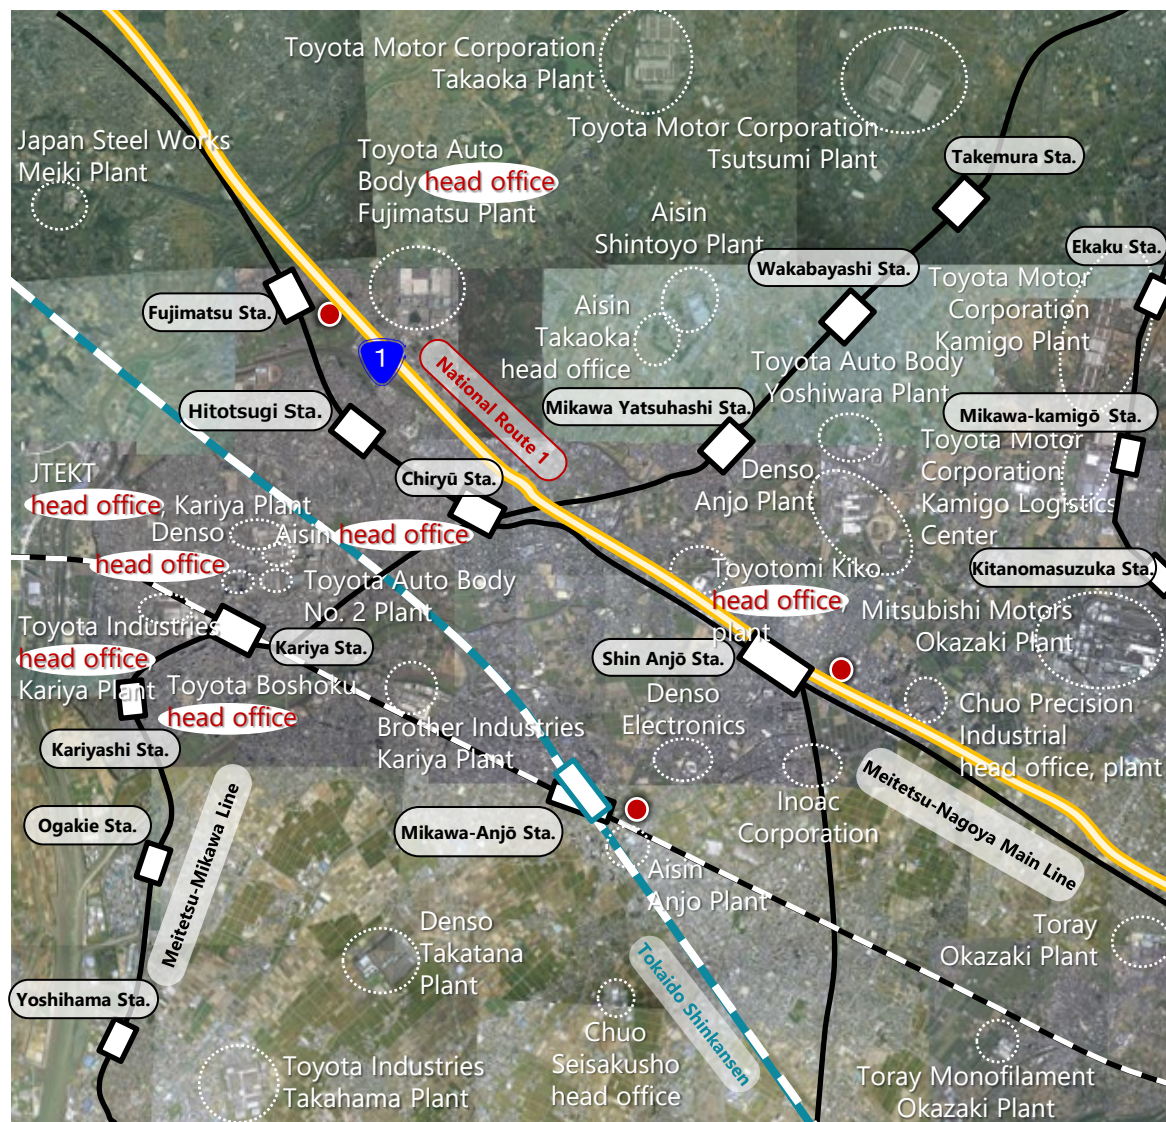 Toyota Motor Corporation
Takaoka Plant
Toyota Motor Corporation
Tsutsumi Plant
Japan Steel Works
Meiki Plant
Toyota Auto
Body head office
Fujimatsu Plant
Takemura Sta.
Aisin
Shintoyo Plant
Ekaku Sta.
Wakabayashi Sta.
Toyota Motor
Corporation
Kamigo Plant
Fujimatsu Sta.
Aisin
Takaoka
head office
1
National Route 1
Toyota Auto Body
Yoshiwara Plant
Hitotsugi Sta.
Mikawa Yatsuhashi Sta.
Mikawa-kamigō Sta.
Toyota Motor
Corporation
Kamigo Logistics
Center
JTEKT
head office, Kariya Plant
Chiryū Sta.
Denso
Anjo Plant
Denso
head office
Aisin head office
Toyota Auto Body
No. 2 Plant
Toyotomi Kiko
head office,
plant
Kitanomasuzuka Sta.
Mitsubishi Motors
Okazaki Plant
Toyota Industries
head office
Kariya Plant
Kariya Sta.
Shin Anjō Sta.
Toyota Boshoku
head office
Denso
Electronics
Chuo Precision
Industrial
head office, plant
Kariyashi Sta.
Brother Industries
Kariya Plant
Meitetsu-Nagoya Main Line
Inoac
Corporation
Ogakie Sta.
Mikawa-Anjō Sta.
Meitetsu-Mikawa Line
Aisin
Anjo Plant
Denso
Takatana
Plant
Toray
Okazaki Plant
Tokaido Shinkansen
Yoshihama Sta.
Chuo
Seisakusho
head office
Toyota Industries
Takahama Plant
Toray Monofilament
Okazaki Plant